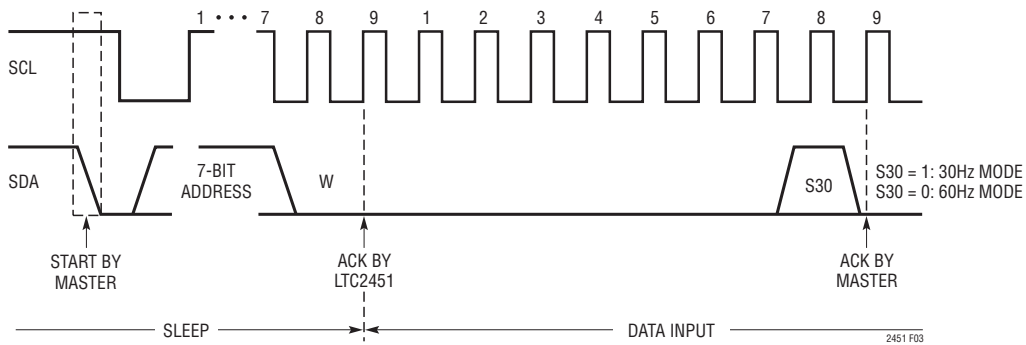 1 • • • 7 8 9 1 2 3 4 5 6 7 8 9
SCL
SDA
7-BIT
ADDRESS
W
S30
S30 = 1: 30Hz MODE
S30 = 0: 60Hz MODE
START BY
MASTER
ACK BY
LTC2451
ACK BY
MASTER
SLEEP
DATA INPUT
2451 F03